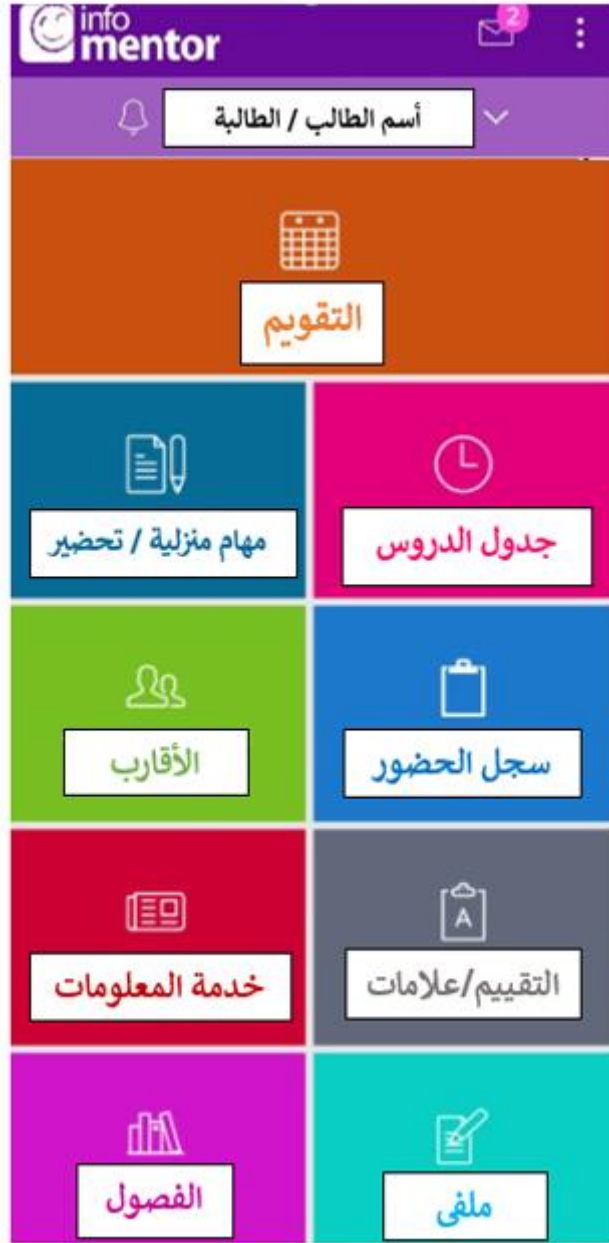 info
mentor
2
أسم الطالب / الطالبة
التقويم
جدول الدروس
مهام منزلية / تحضير
سجل الحضور
الأقارب
A
التقييم/علامات
خدمة المعلومات
ملفى
الفصول